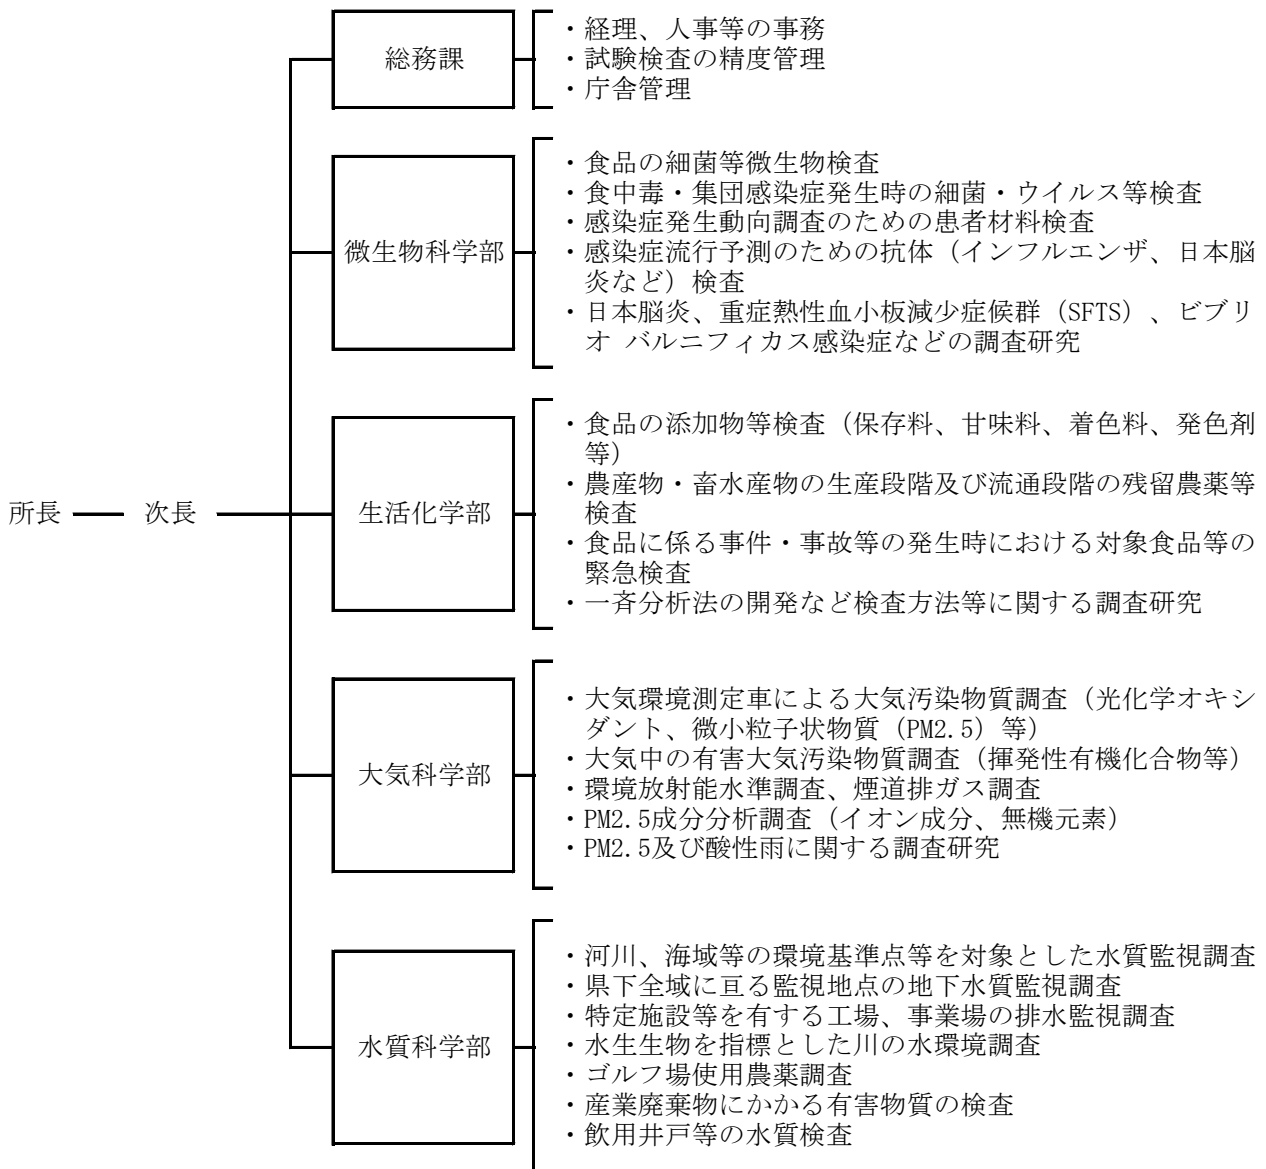 総務課
・経理、人事等の事務
・試験検査の精度管理
・庁舎管理
微生物科学部
・食品の細菌等微生物検査
・食中毒・集団感染症発生時の細菌・ウイルス等検査
・感染症発生動向調査のための患者材料検査
・感染症流行予測のための抗体（インフルエンザ、日本脳
炎など）検査
・日本脳炎、重症熱性血小板減少症候群（SFTS）、ビブリ
オ バルニフィカス感染症などの調査研究
所長
次長
生活化学部
・食品の添加物等検査（保存料、甘味料、着色料、発色剤
等）
・農産物・畜水産物の生産段階及び流通段階の残留農薬等
検査
・食品に係る事件・事故等の発生時における対象食品等の
緊急検査
・一斉分析法の開発など検査方法等に関する調査研究
大気科学部
・大気環境測定車による大気汚染物質調査（光化学オキシ
ダント、微小粒子状物質（PM2.5）等）
・大気中の有害大気汚染物質調査（揮発性有機化合物等）
・環境放射能水準調査、煙道排ガス調査
・PM2.5成分分析調査（イオン成分、無機元素）
・PM2.5及び酸性雨に関する調査研究
水質科学部
・河川、海域等の環境基準点等を対象とした水質監視調査
・県下全域に亘る監視地点の地下水質監視調査
・特定施設等を有する工場、事業場の排水監視調査
・水生生物を指標とした川の水環境調査
・ゴルフ場使用農薬調査
・産業廃棄物にかかる有害物質の検査
・飲用井戸等の水質検査